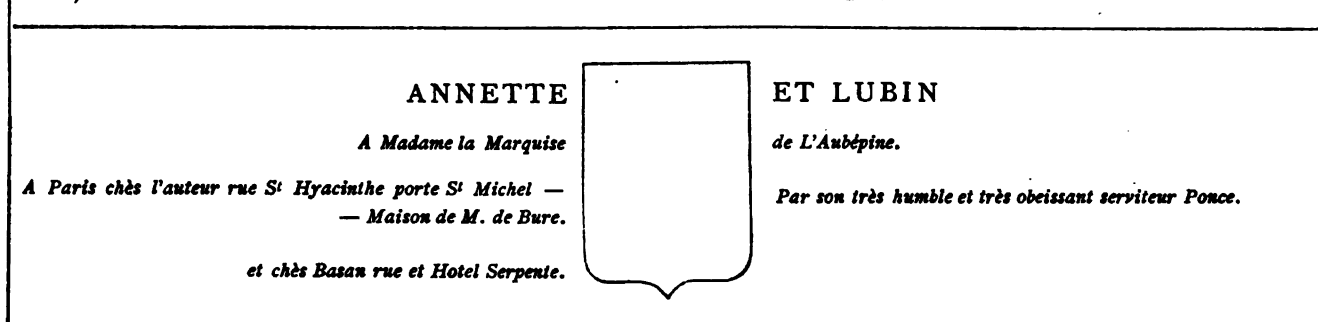 ANNETTE ET LUBIN
A Madame la Marquise de L'Aubépine.
A Paris chès l'auteur rue St Hyacinthe porte St Michel —
— Maison de M. de Bure.
Par son très humble et très obeissant serviteur Ponce.
et chès Basan rue et Hotel Serpente.